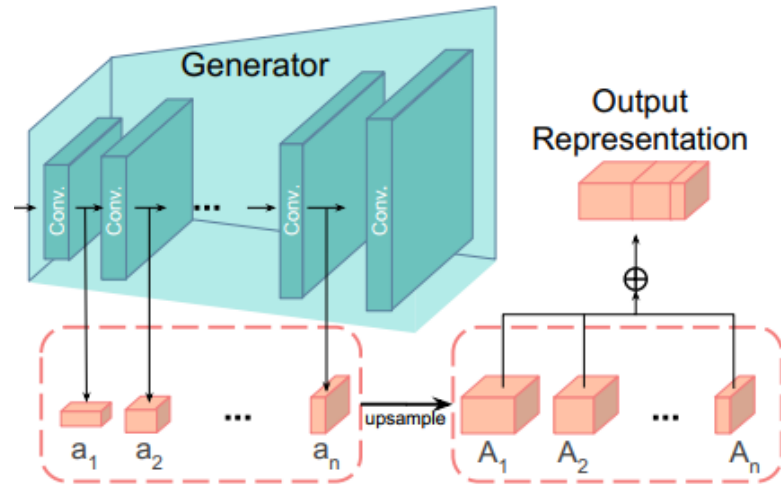 Generator
Output
Representation
Conv.
Conv.
...
Conv.
Conv.
a1
a2
...
an
upsample
A1
A2
...
An